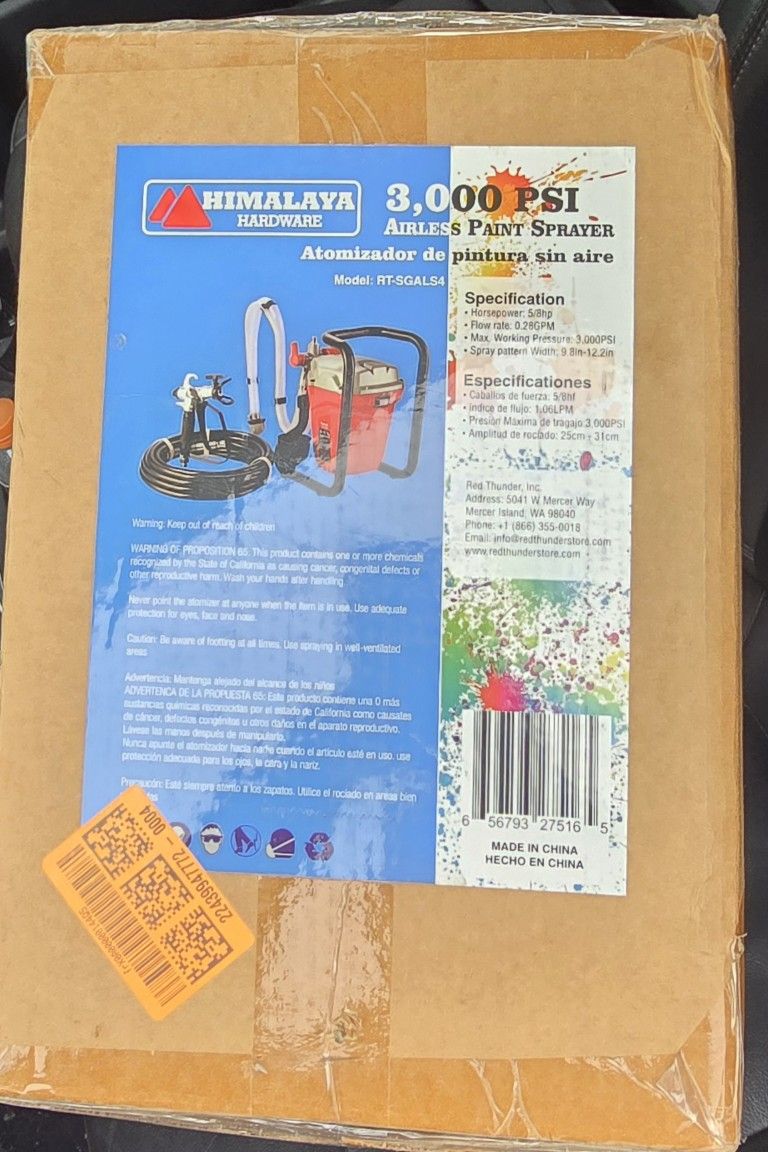 HIMALAYA
HARDWARE
3,000 PSI
AIRLESS PAINT SPRAYER
Atomizador de pintura sin aire
Model: RT-SGALS4
Specification
• Horsepower: 5/8hp
• Flow rate: 0.28GPM
• Max. Working Pressure: 3,000PSI
• Spray pattern Width: 9.8in-12.2in
Especificationes
• Caballos de fuerza: 5/8hf
• Indice de flujo: 1.06LPM
• Presión Máxima de tragajo 3,000PSI
• Amplitud de rociado: 25cm - 31cm
Red Thunder, Inc.
Address: 5041 W Mercer Way
Mercer Island, WA 98040
Phone: +1 (866) 355-0018
Email: info@redthunderstore.com
www.redthunderstore.com
Warning: Keep out of reach of children
WARNING OF PROPOSITION 65: This product contains one or more chemicals
recognized by the State of California as causing cancer, congenital defects or
other reproductive harm. Wash your hands after handling
Never point the atomizer at anyone when the item is in use. Use adequate
protection for eyes, face and nose.
Caution: Be aware of footting at all times. Use spraying in well-ventilated
areas
Advertencia: Mantenga alejado del alcance de los niños
ADVERTENCA DE LA PROPUESTA 65: Este producto contiene una 0 más
sustancias químicas reconocidas por el estado de California como causales
de cáncer, defectos congénitos u otros daños en el aparato reproductivo.
Lávese las manos después de manipularlo.
Nunca apunte el atomizador hacia nadie cuando el artículo esté en uso. use
protección adecuada para los ojos, la cara y la nariz.
Precaución: Esté siempre atento a los zapatos. Utilice el rociado en áreas bien
6 56793 27516 5
MADE IN CHINA
HECHO EN CHINA